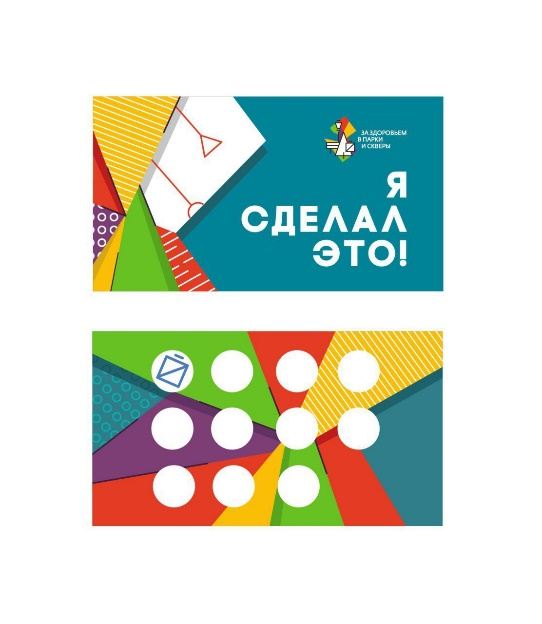 ЗА ЗДОРОВЬЕМ
В ПАРКИ
И СКВЕРЫ
Я
СДЕЛАЛ
ЭТО!